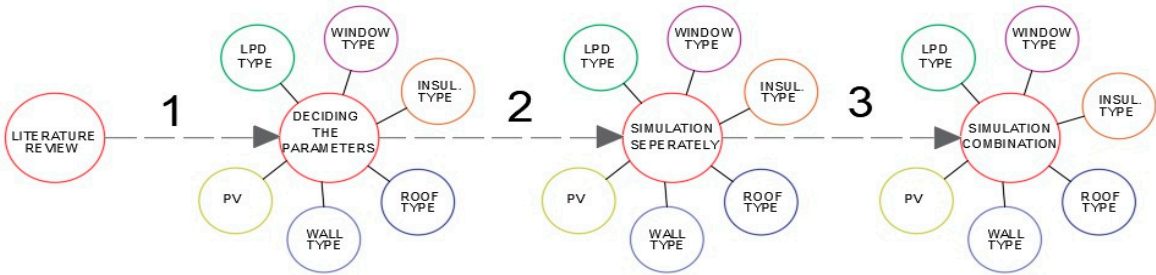 LITERATURE
REVIEW
1
LPD
TYPE
WINDOW
TYPE
INSUL.
TYPE
DECIDING
THE
PARAMETERS
PV
WALL
TYPE
ROOF
TYPE
2
LPD
TYPE
WINDOW
TYPE
INSUL.
TYPE
SIMULATION
SEPERATELY
PV
WALL
TYPE
ROOF
TYPE
3
LPD
TYPE
WINDOW
TYPE
INSUL.
TYPE
SIMULATION
COMBINATION
PV
WALL
TYPE
ROOF
TYPE